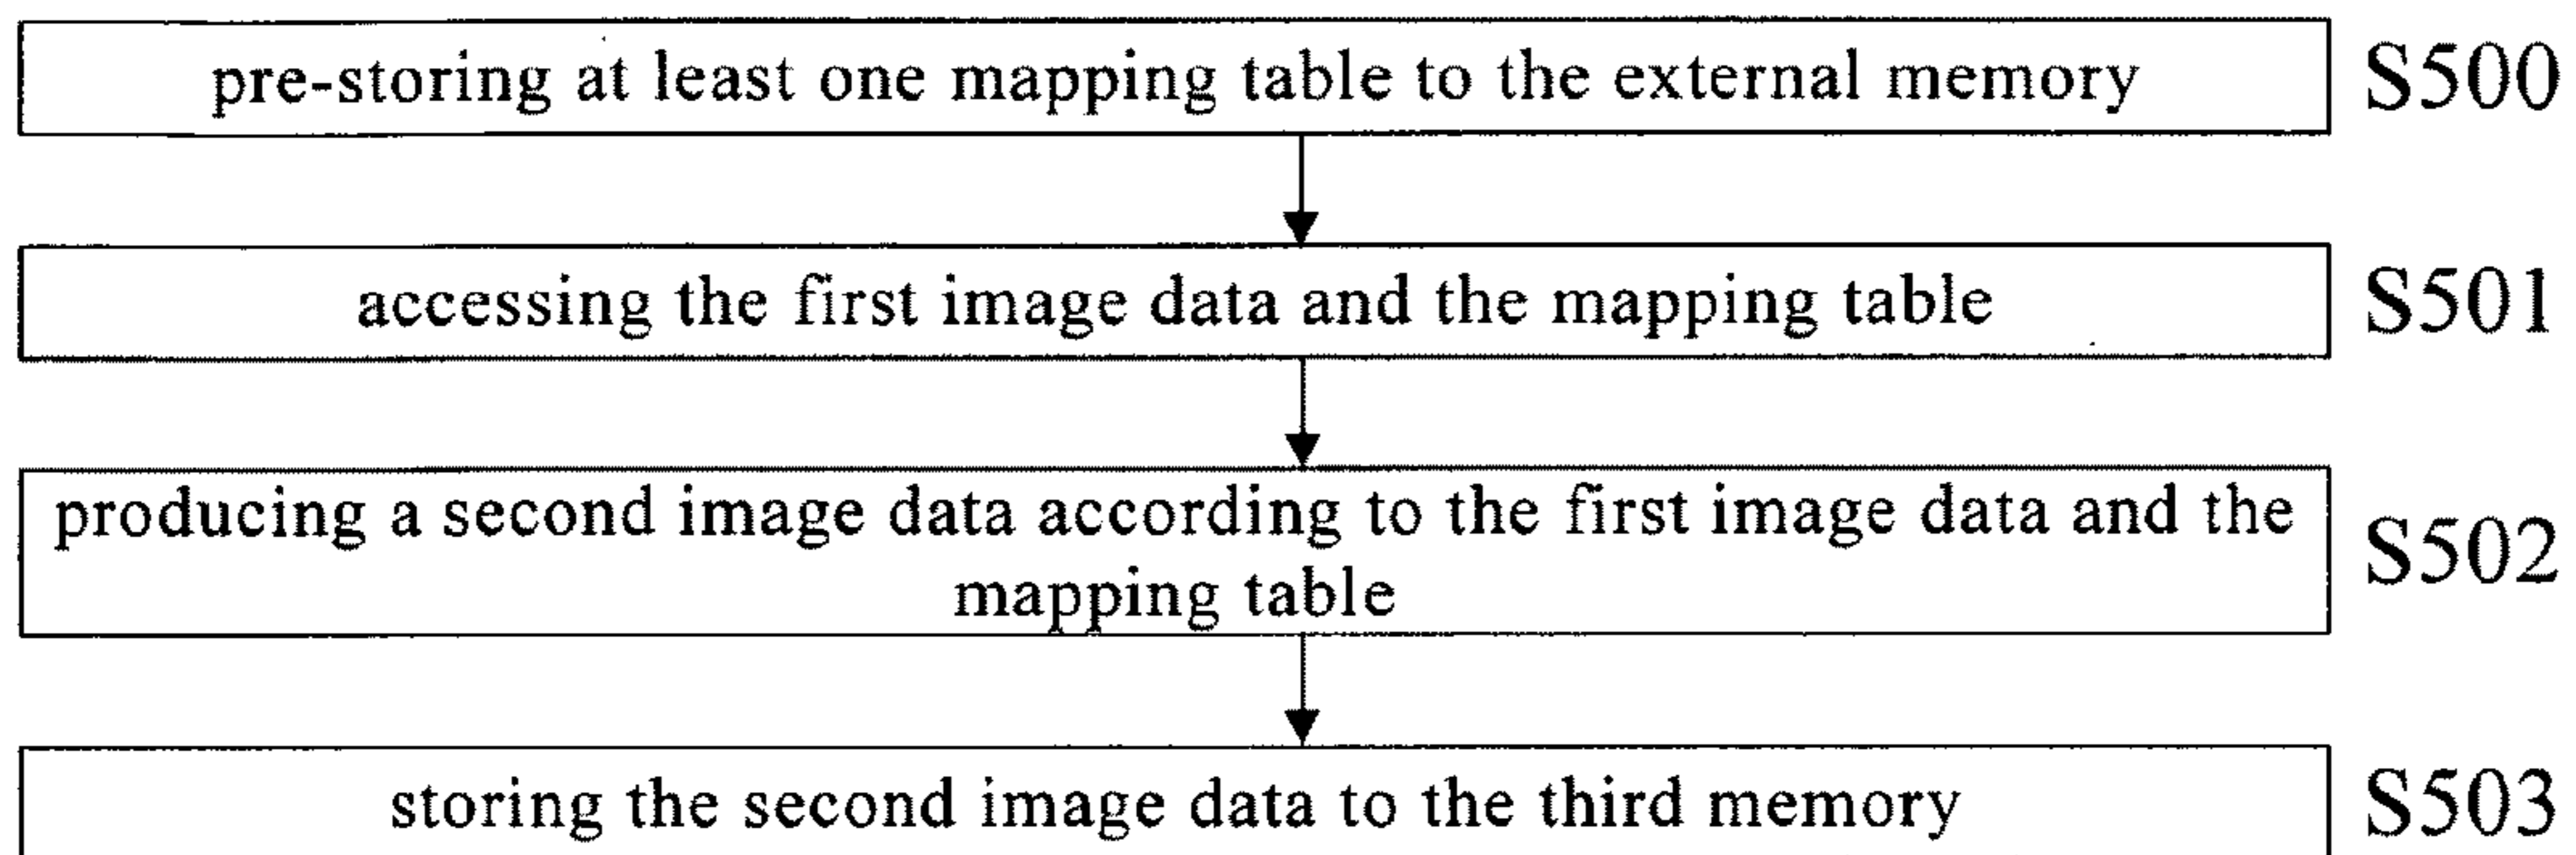 pre-storing at least one mapping table to the external memory S500
accessing the first image data and the mapping table S501
producing a second image data according to the first image data and the
mapping table
S502
storing the second image data to the third memory S503